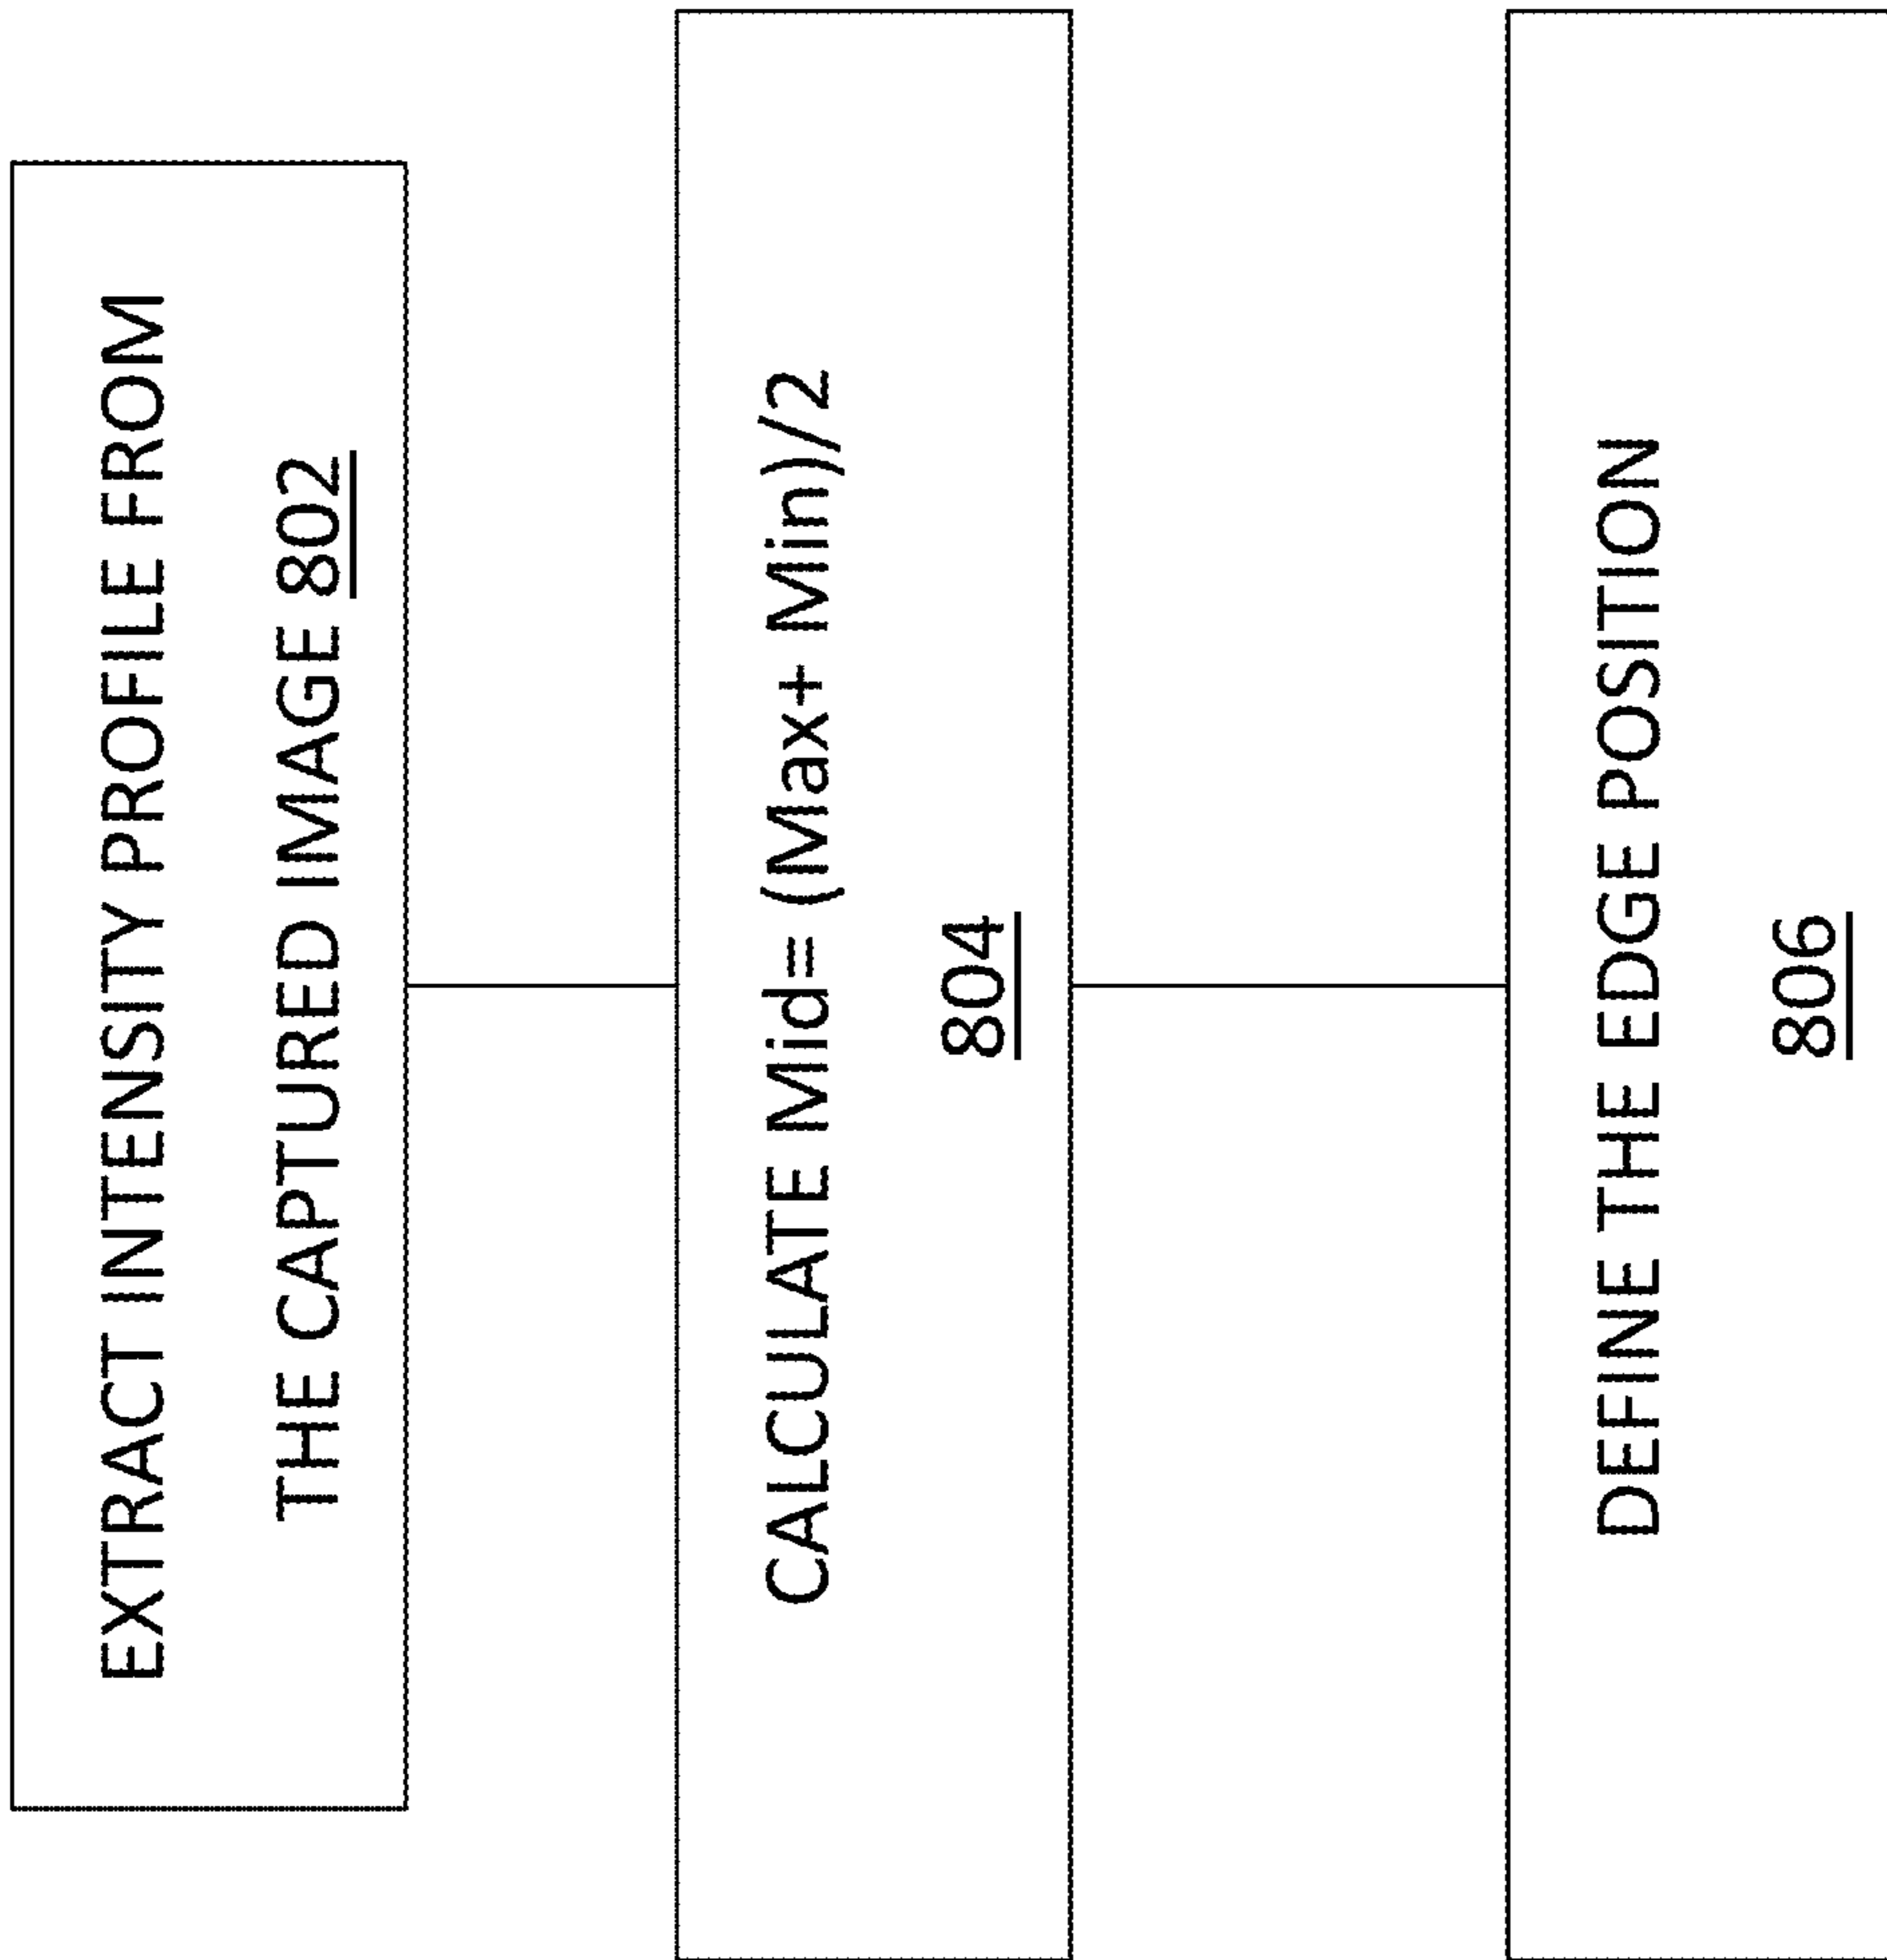 EXTRACT INTENSITY PROFILE FROM
THE CAPTURED IMAGE 802
CALCULATE Mid= (Max+ Min)/2
804
DEFINE THE EDGE POSITION
806